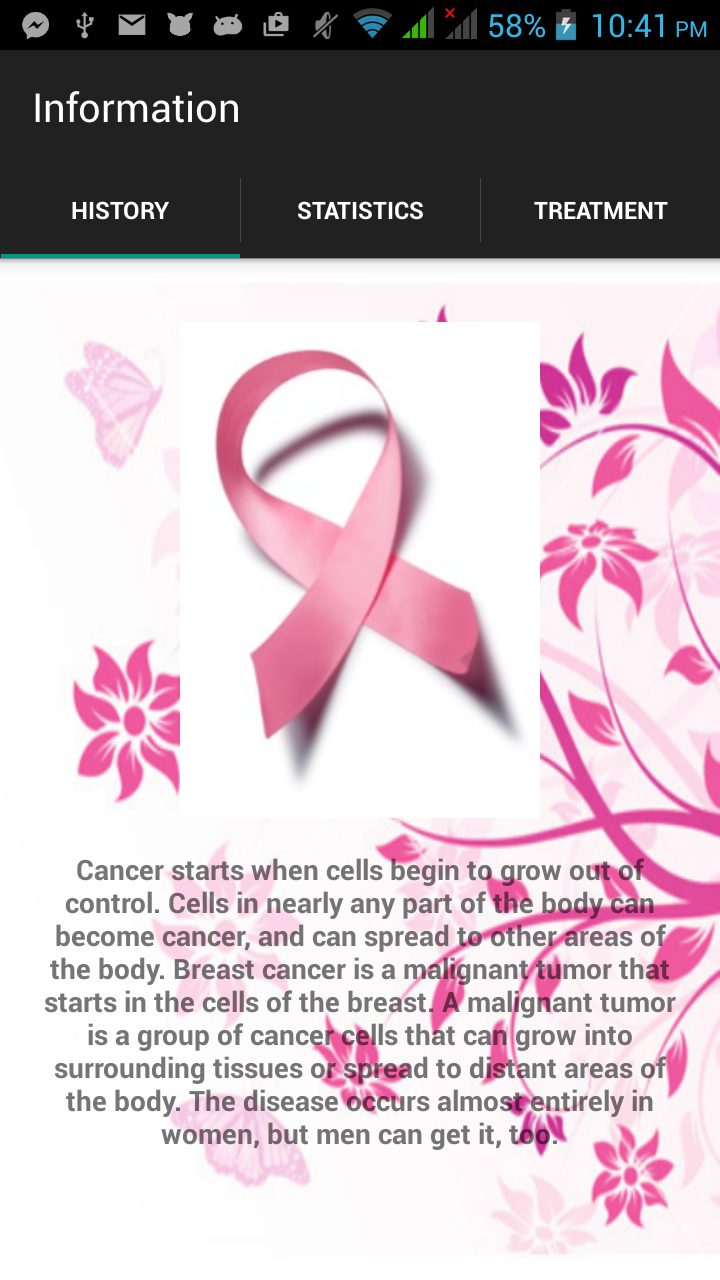 58% 10:41 PM
Information
HISTORY STATISTICS TREATMENT
Cancer starts when cells begin to grow out of
control. Cells in nearly any part of the body can
become cancer, and can spread to other areas of
the body. Breast cancer is a malignant tumor that
starts in the cells of the breast. A malignant tumor
is a group of cancer cells that can grow into
surrounding tissues or spread to distant areas of
the body. The disease occurs almost entirely in
women, but men can get it, too.